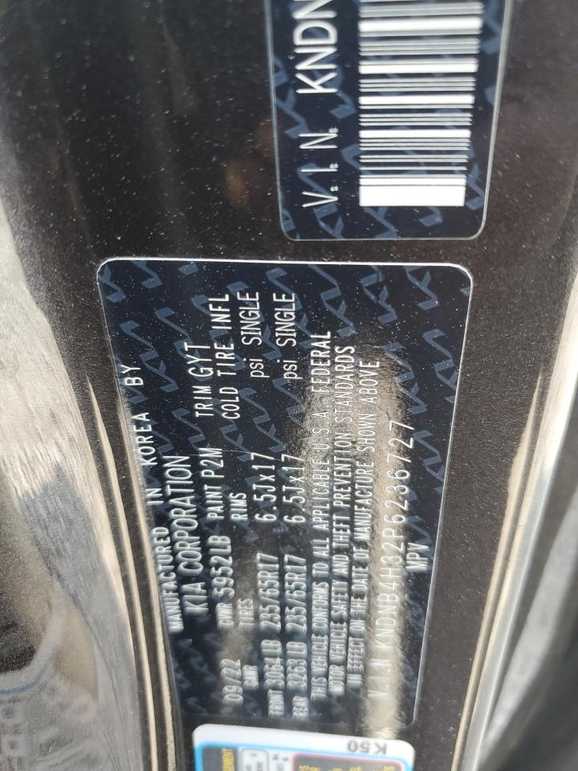 V.I.N. KNDN
MANUFACTURED IN KOREA BY
KIA CORPORATION
09/22 GVWR 5952LB PAINT P2M TRIM GYT
GAWR TIRES RIMS COLD TIRE INFL
FRONT 3064LB 235/65R17 6.5Jx17 psi SINGLE
REAR 3263LB 235/65R17 6.5Jx17 psi SINGLE
THIS VEHICLE CONFORMS TO ALL APPLICABLE U.S.A. FEDERAL
MOTOR VEHICLE SAFETY AND THEFT PREVENTION STANDARDS
IN EFFECT ON THE DATE OF MANUFACTURE SHOWN ABOVE
V.I.N KNDNB4H32P6236727
MPV
K50